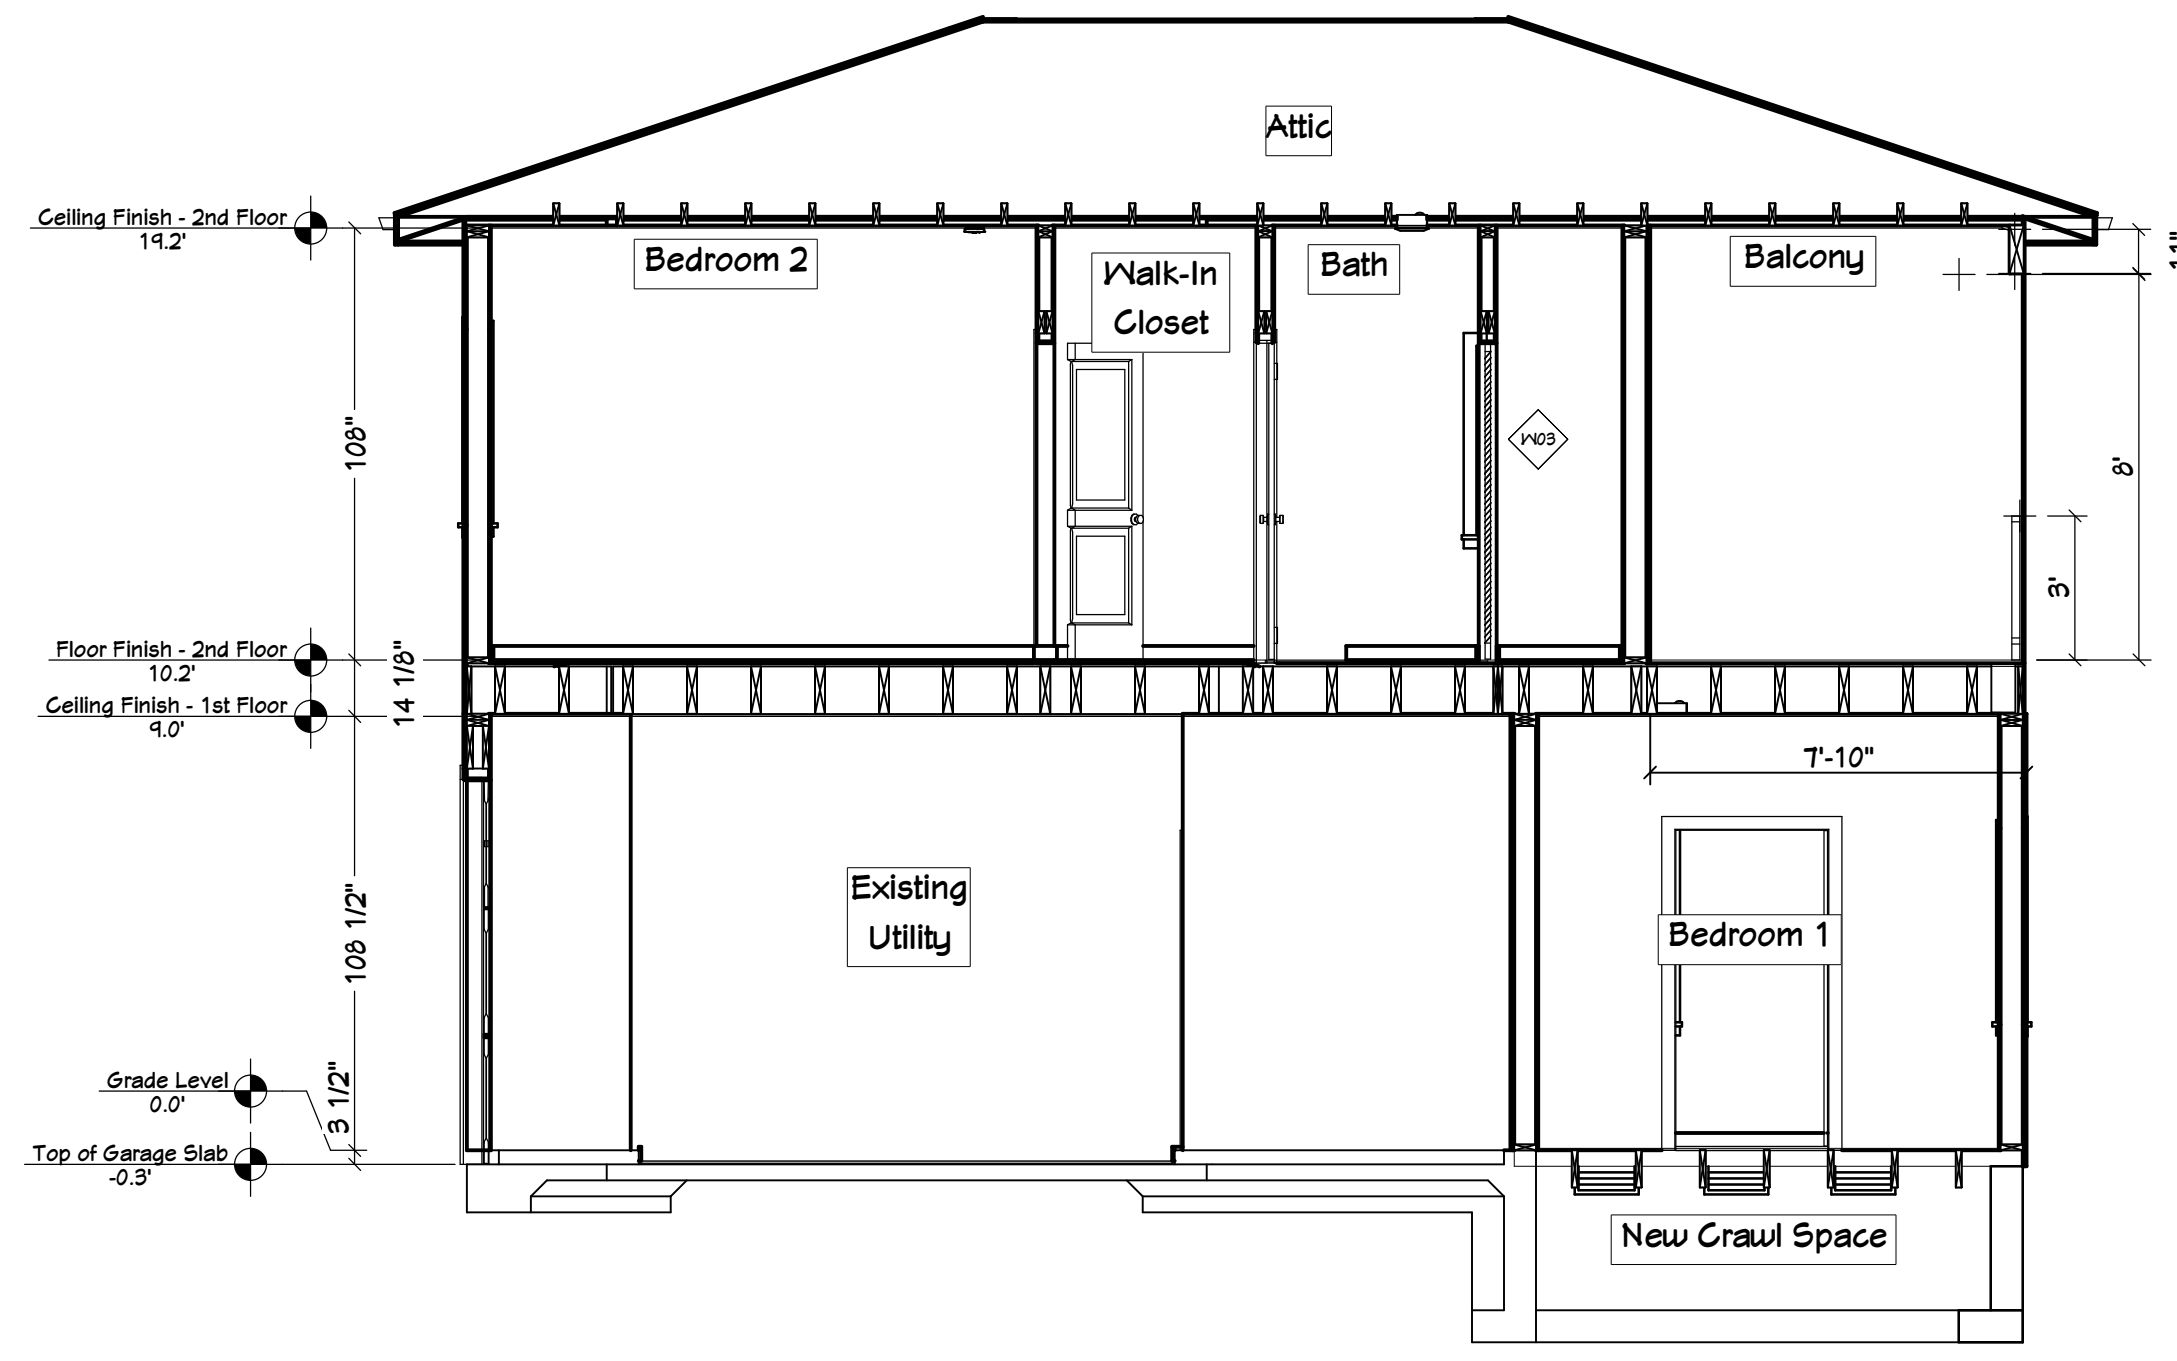 Attic
Ceiling Finish - 2nd Floor
19.2'
Bedroom 2
Walk-In
Closet
Bath
Balcony
11"
108"
W03
8'
3'
Floor Finish - 2nd Floor
10.2'
14 1/8"
Ceiling Finish - 1st Floor
9.0'
7'-10"
Existing
Utility
108 1/2"
Bedroom 1
Grade Level
0.0'
3 1/2"
Top of Garage Slab
-0.3'
New Crawl Space